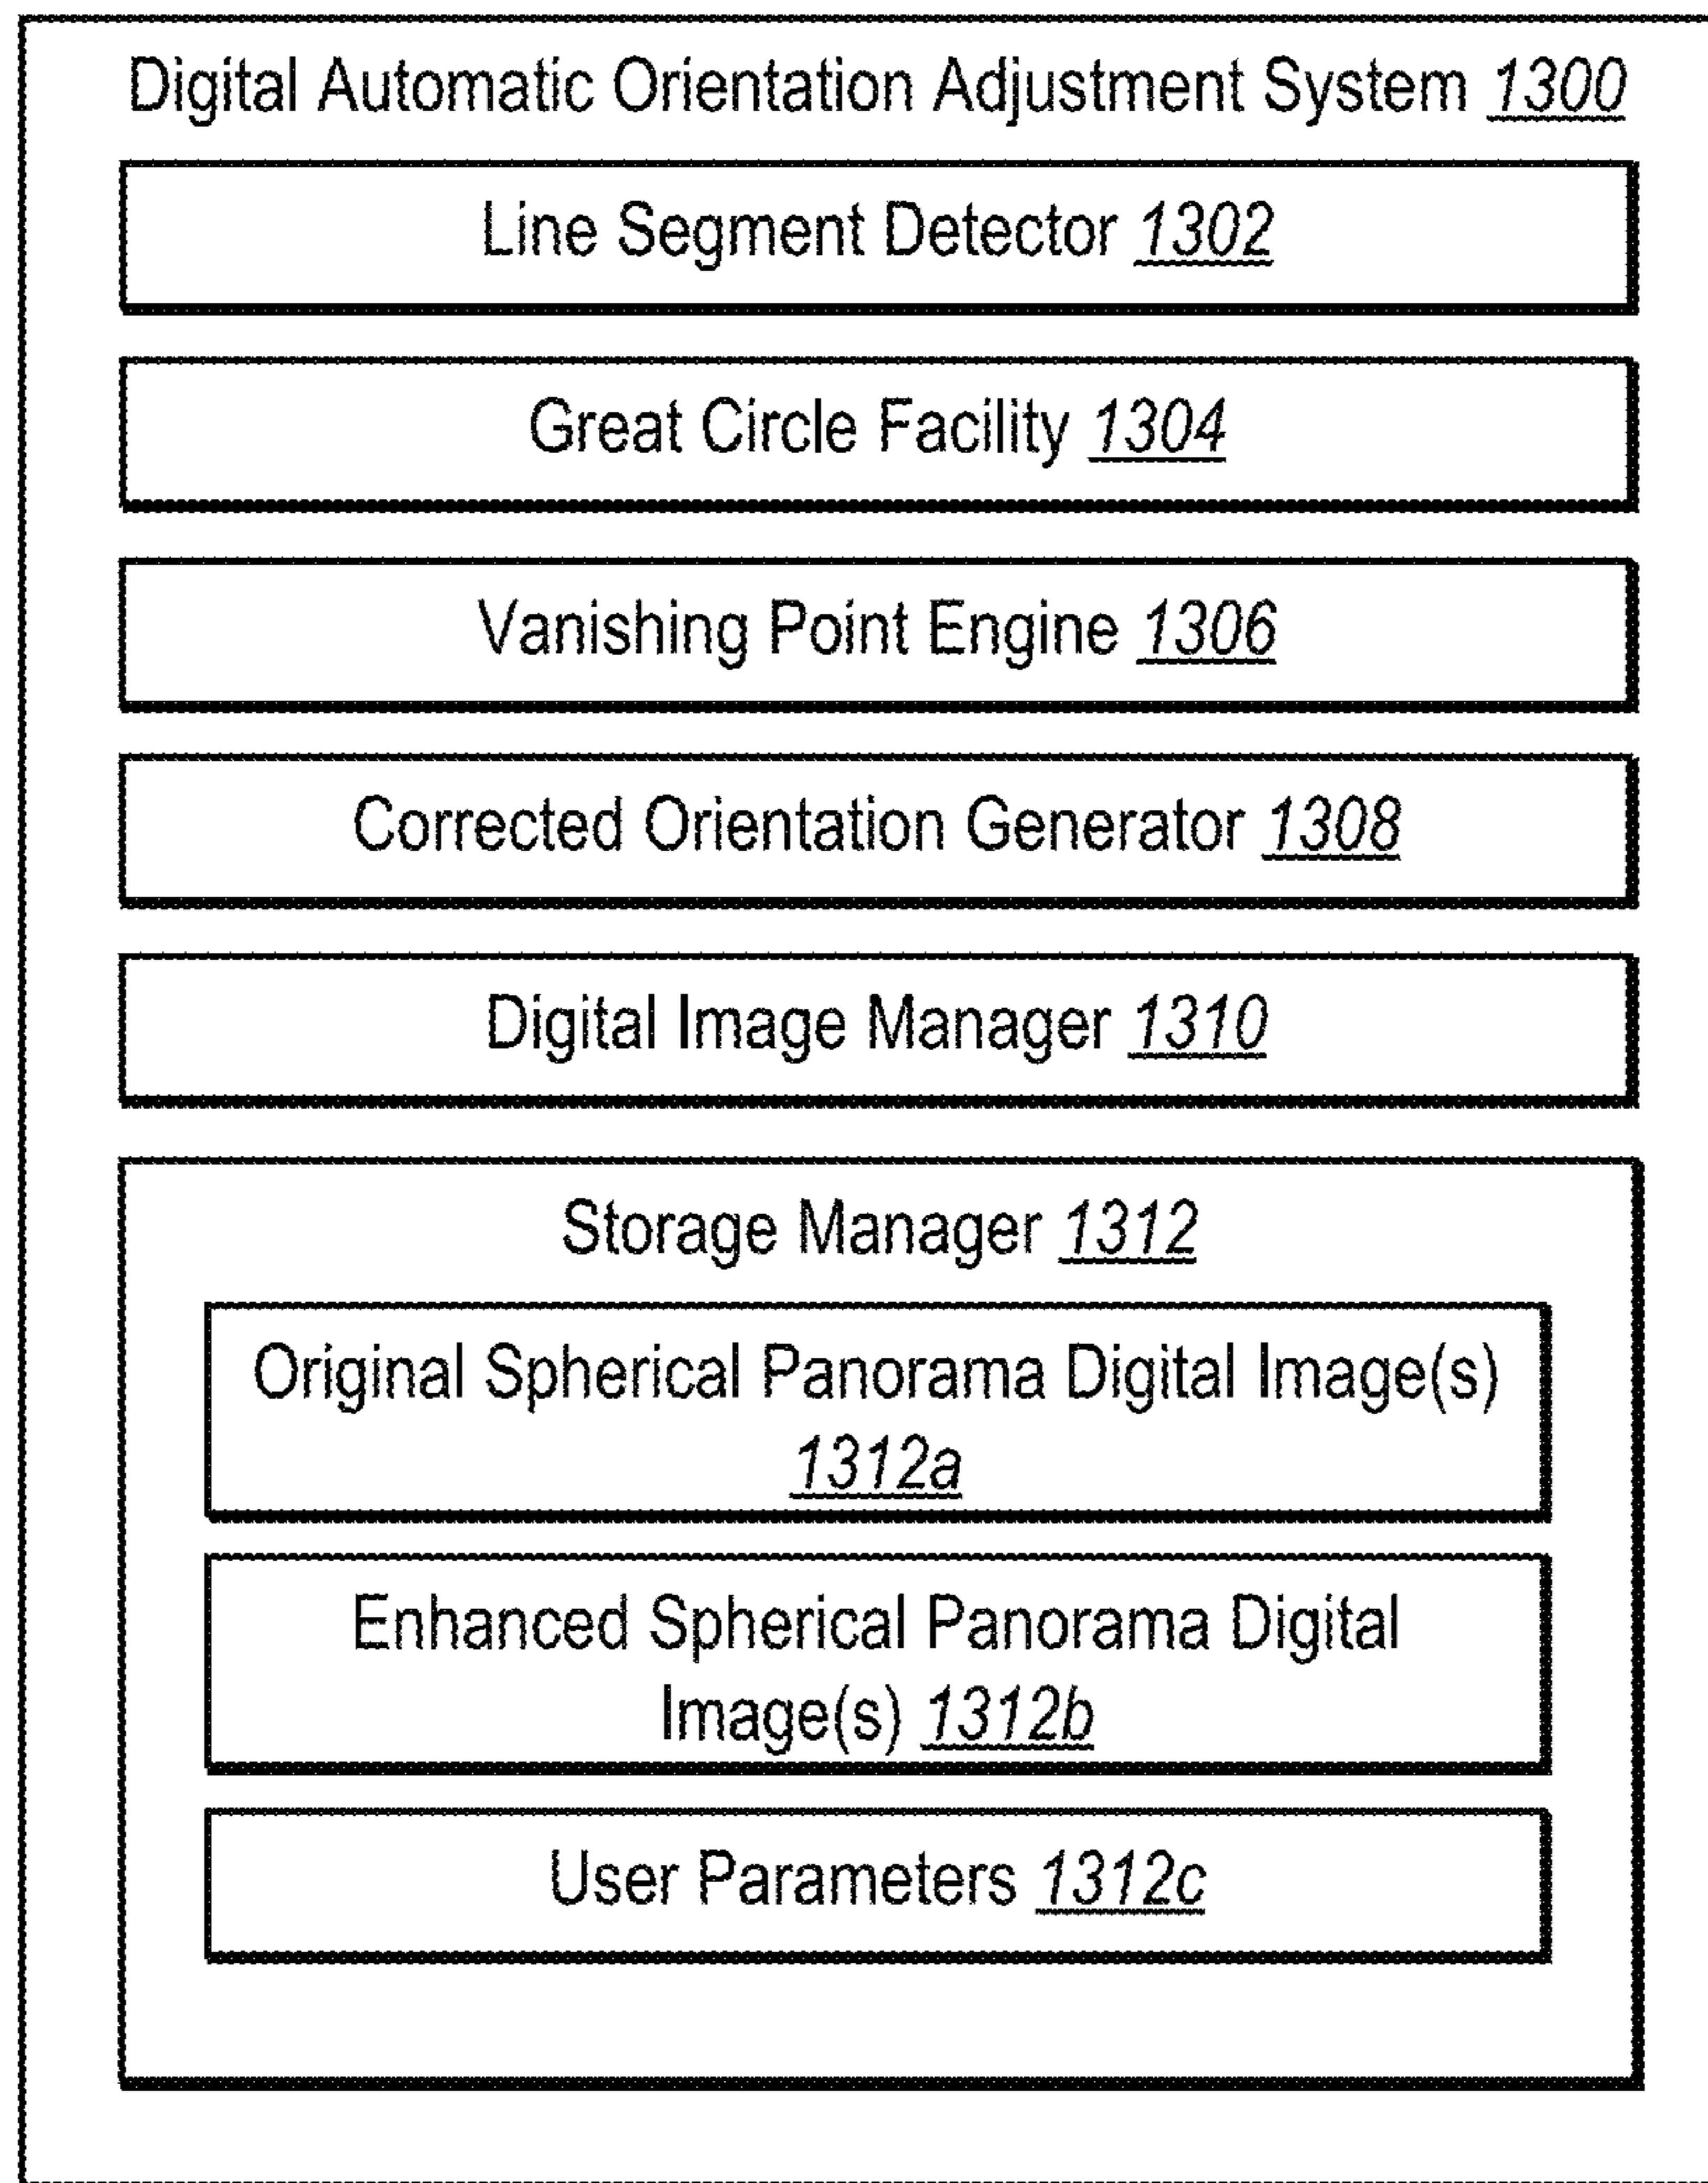 Digital Automatic Orientation Adjustment System 1300
Line Segment Detector 1302
Great Circle Facility 1304
Vanishing Point Engine 1306
Corrected Orientation Generator 1308
Digital Image Manager 1310
Storage Manager 1312
Original Spherical Panorama Digital Image(s)
1312a
Enhanced Spherical Panorama Digital
Image(s) 1312b
User Parameters 1312c